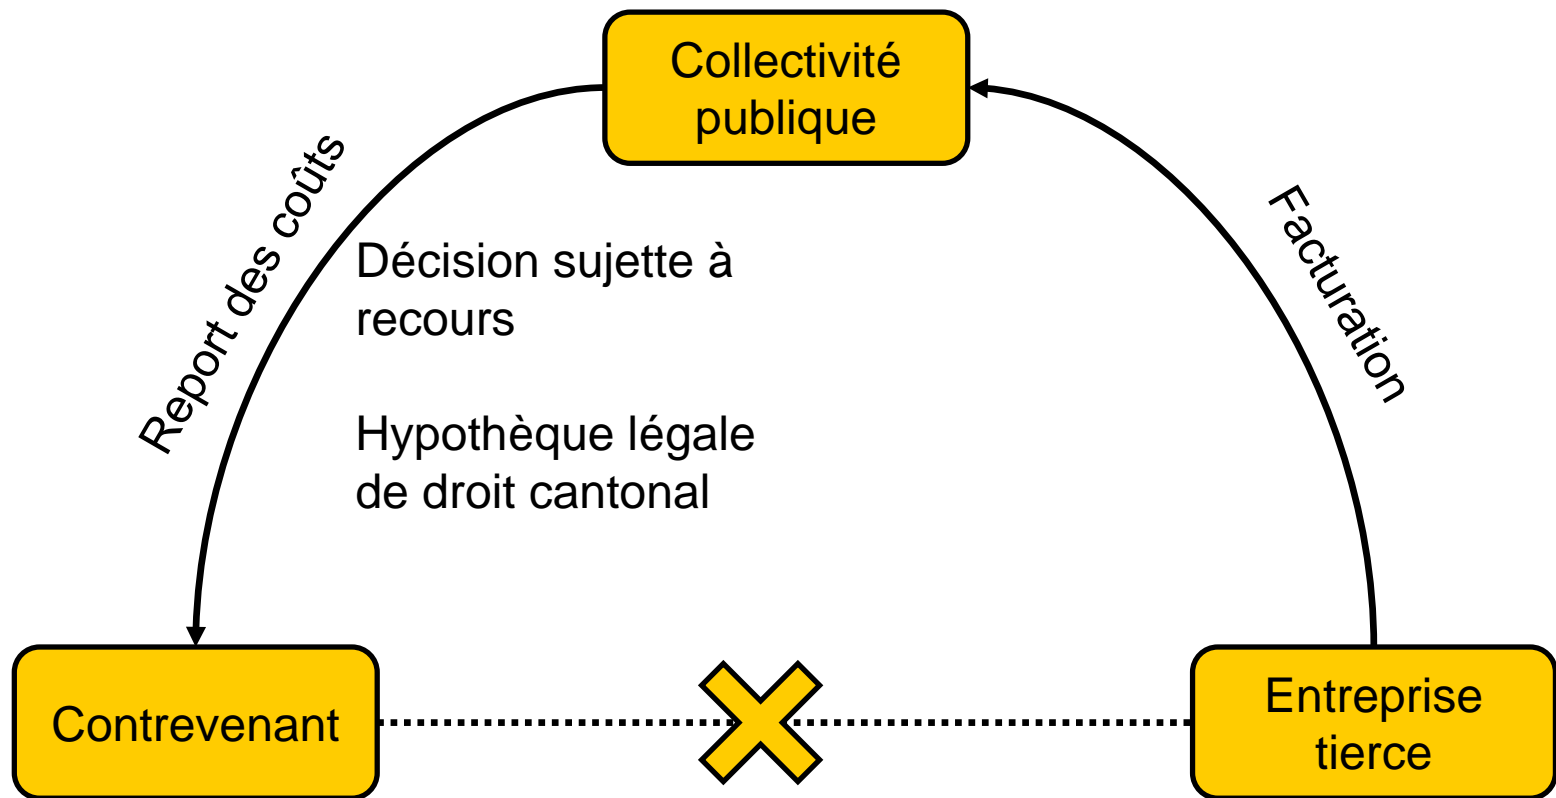 Collectivité
publique
Report des coûts
Facturation
Décision sujette à
recours
Hypothèque légale
de droit cantonal
Contrevenant
Entreprise
tierce